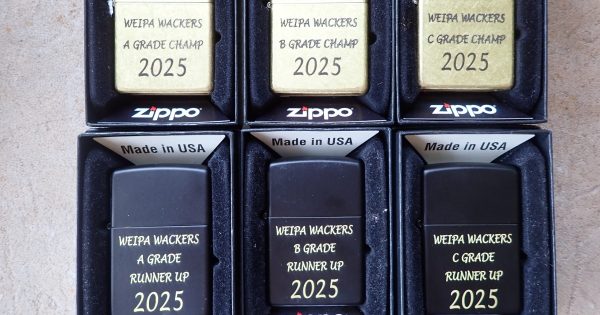 WEIPA WACKERS
A GRADE CHAMP
2025
zippo
WEIPA WACKERS
B GRADE CHAMP
2025
zippo
WEIPA WACKERS
C GRADE CHAMP
2025
zippo
Made in USA
WEIPA WACKERS
A GRADE
RUNNER UP
2025
Made in USA
WEIPA WACKERS
B GRADE
RUNNER UP
2025
Made in USA
WEIPA WACKERS
C GRADE
RUNNER UP
2025